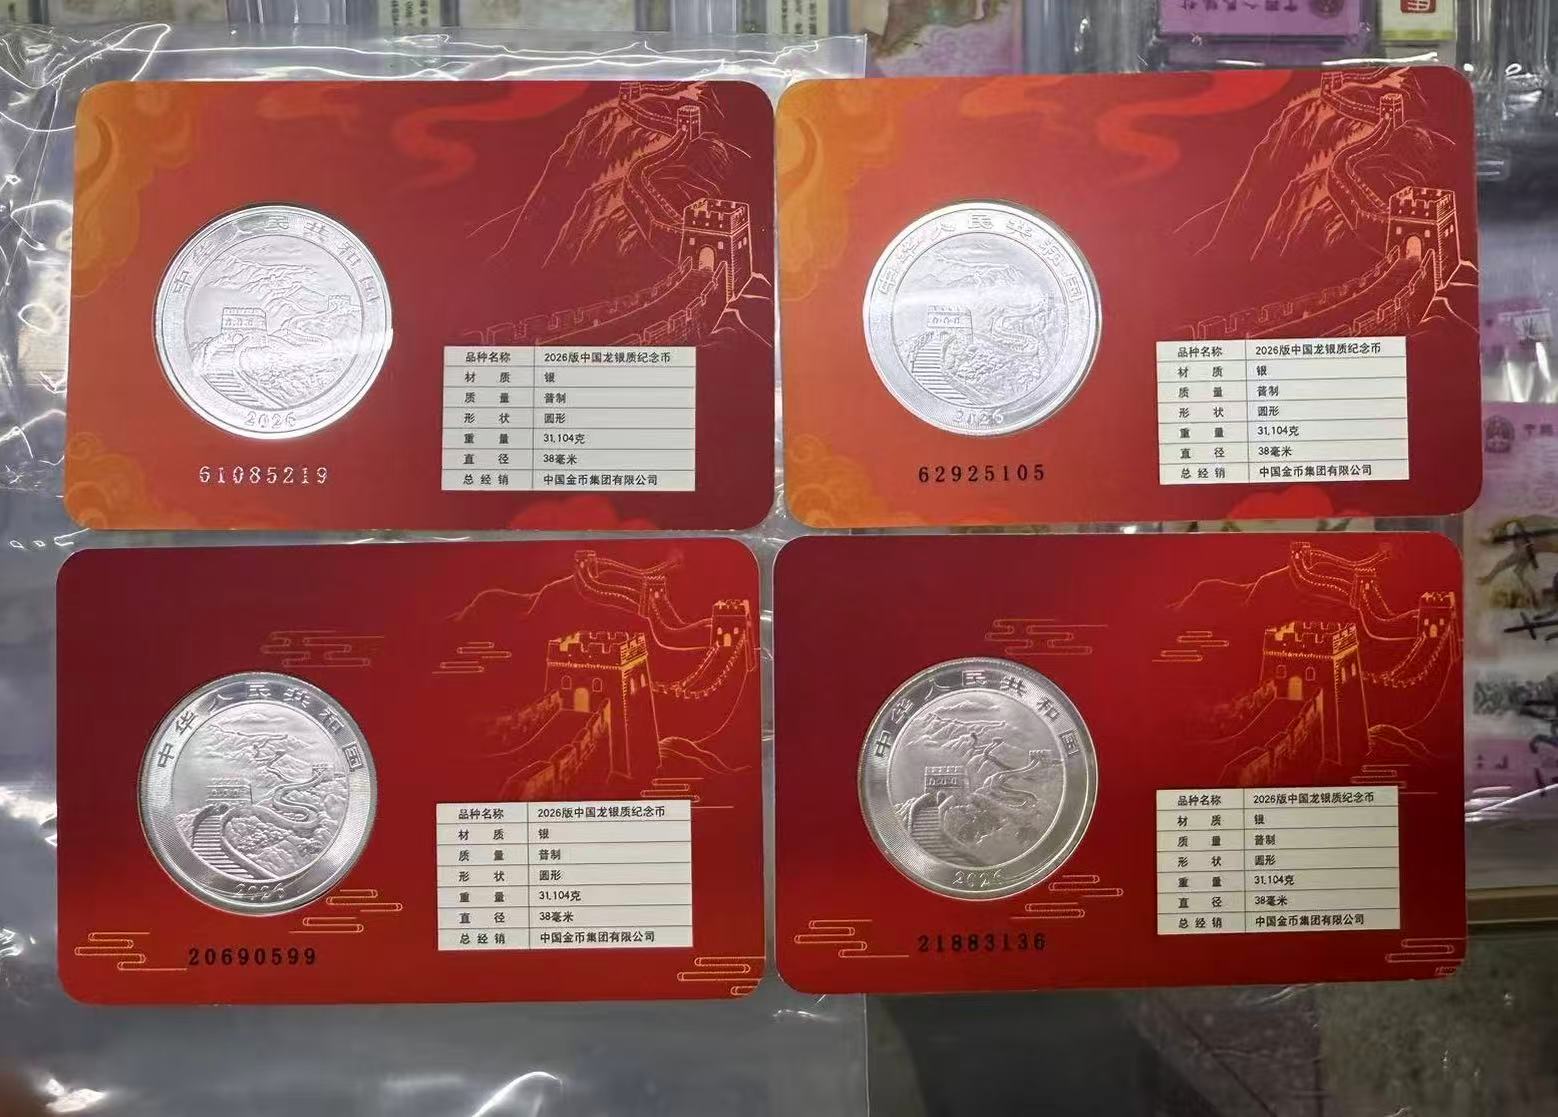 中华人民共和国
2026
61085219
品种名称 2026版中国龙银质纪念币
材 质 银
质 量 普制
形 状 圆形
重 量 31.104克
直 径 38毫米
总经销 中国金币集团有限公司
中华人民共和国
2026
62925105
品种名称 2026版中国龙银质纪念币
材 质 银
质 量 普制
形 状 圆形
重 量 31.104克
直 径 38毫米
总经销 中国金币集团有限公司
中华人民共和国
2026
20690599
品种名称 2026版中国龙银质纪念币
材 质 银
质 量 普制
形 状 圆形
重 量 31.104克
直 径 38毫米
总经销 中国金币集团有限公司
中华人民共和国
2026
21883136
品种名称 2026版中国龙银质纪念币
材 质 银
质 量 普制
形 状 圆形
重 量 31.104克
直 径 38毫米
总经销 中国金币集团有限公司